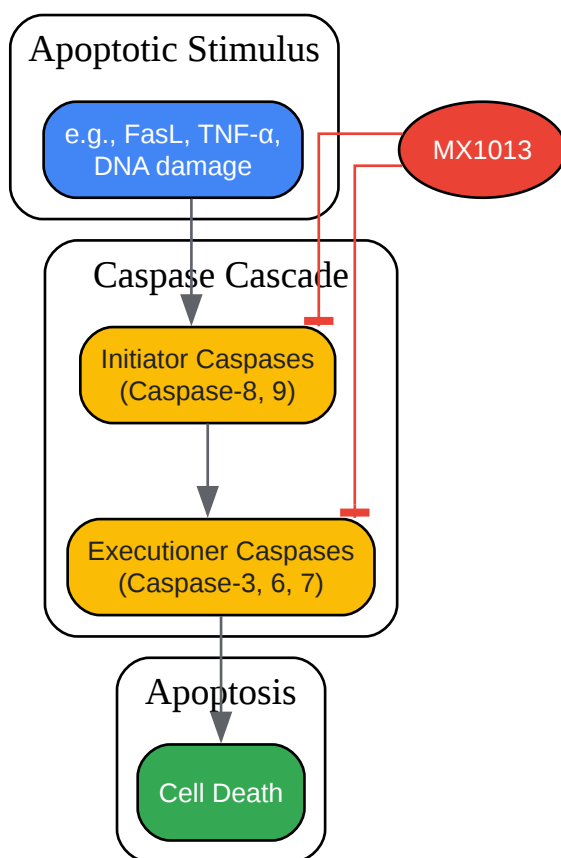 Apoptotic Stimulus
e.g., FasL, TNF-α,
DNA damage
MX1013
Caspase Cascade
Initiator Caspases
(Caspase-8, 9)
Executioner Caspases
(Caspase-3, 6, 7)
Apoptosis
Cell Death